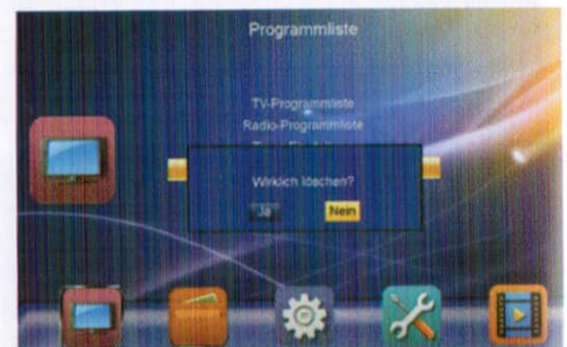 Programmliste
TV-Programmliste
Radio-Programmliste
Wirklich löschen?
Ja
Nein